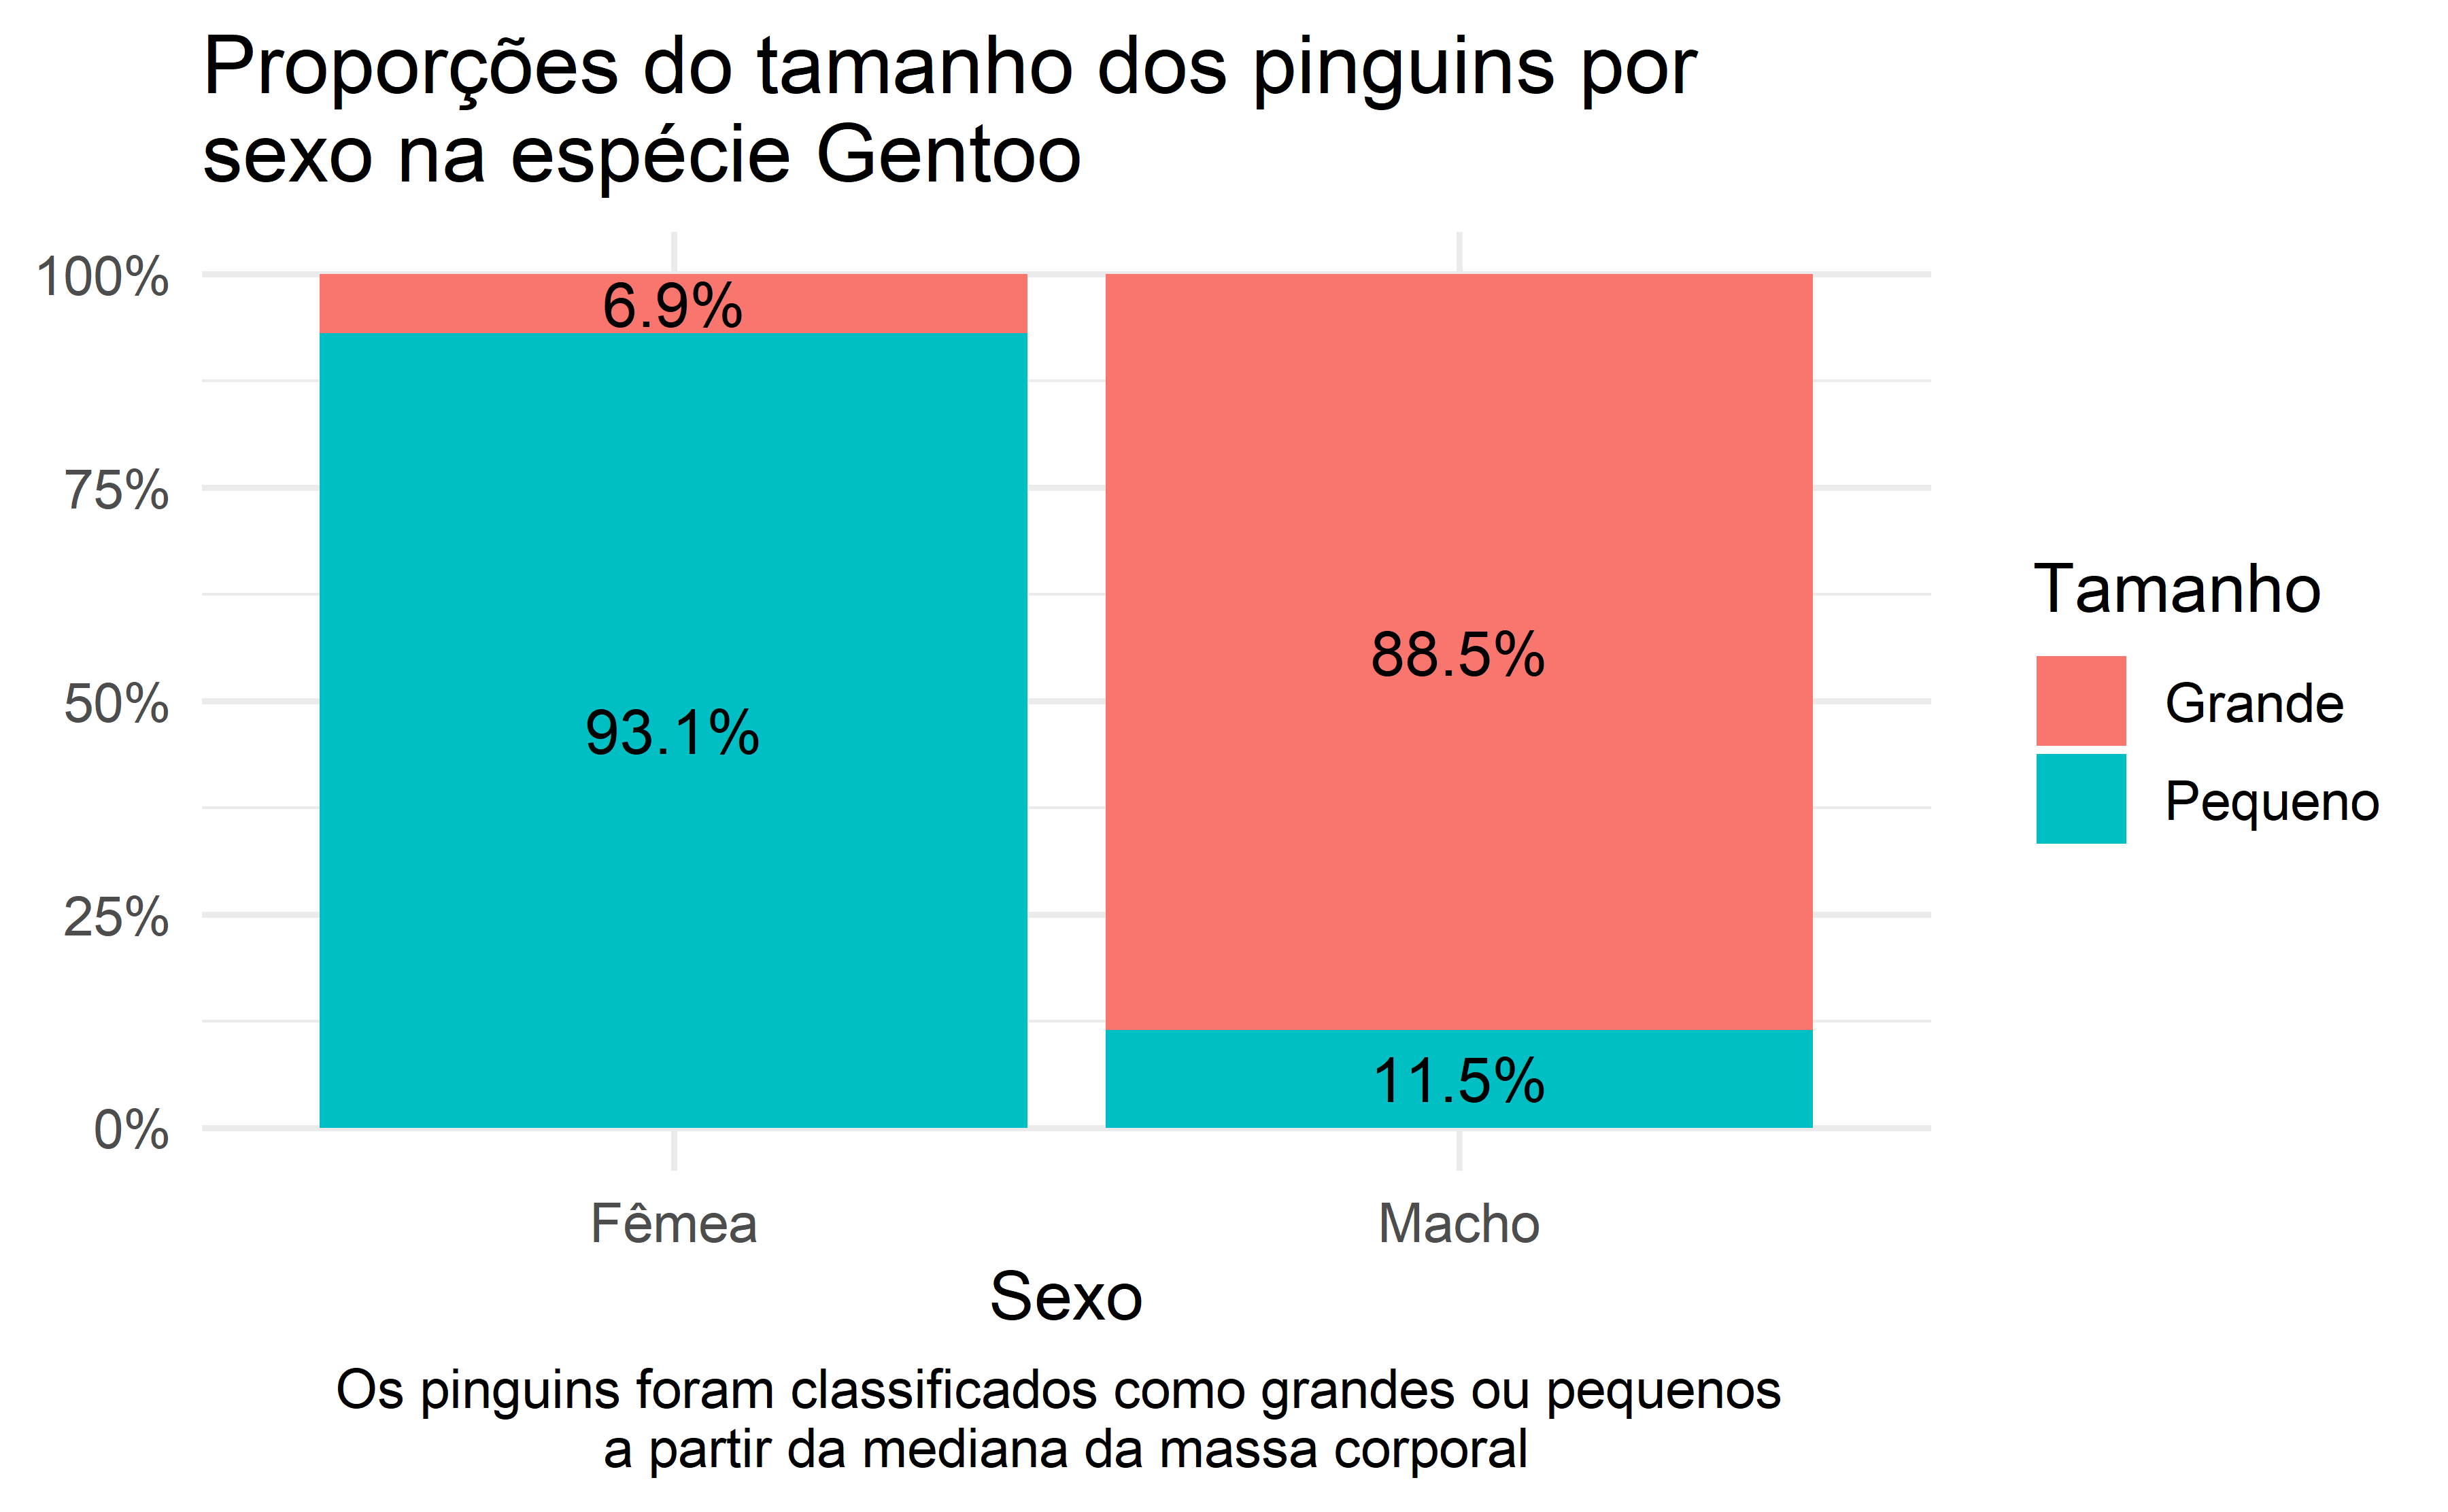 Proporções do tamanho dos pinguins por
sexo na espécie Gentoo
100%
75%
50%
25%
0%
6.9%
93.1%
88.5%
11.5%
Fêmea
Macho
Sexo
Tamanho
Grande
Pequeno
Os pinguins foram classificados como grandes ou pequenos
a partir da mediana da massa corporal